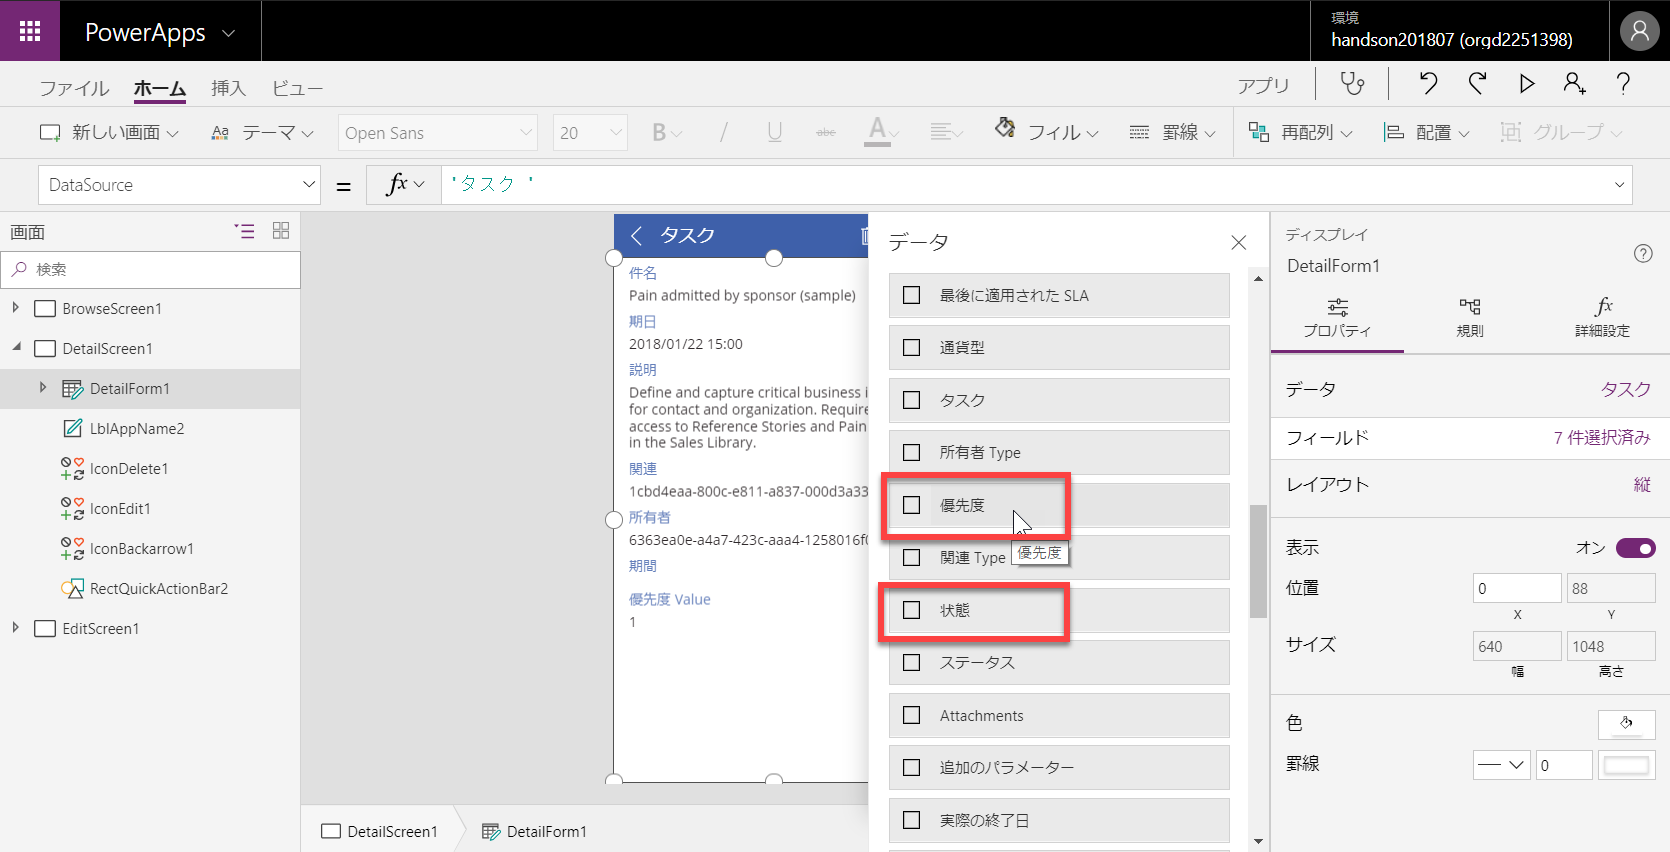 PowerApps
環境
handson201807 (orgd2251398)
ファイル ホーム 挿入 ビュー アプリ
新しい画面 Aa テーマ Open Sans 20 B / U abc A フィル 罫線 再配列 配置 グループ
DataSource = fx 'タスク '
画面
検索
BrowseScreen1
DetailScreen1
DetailForm1
LblAppName2
IconDelete1
IconEdit1
IconBackarrow1
RectQuickActionBar2
EditScreen1
タスク
件名
Pain admitted by sponsor (sample)
期日
2018/01/22 15:00
説明
Define and capture critical business i
for contact and organization. Require
access to Reference Stories and Pain
in the Sales Library.
関連
1cbd4eaa-800c-e811-a837-000d3a33
所有者
6363ea0e-a4a7-423c-aaa4-1258016f0
期間
優先度 Value
1
データ
最後に適用された SLA
通貨型
タスク
所有者 Type
優先度
優先度
関連 Type
状態
ステータス
Attachments
追加のパラメーター
実際の終了日
ディスプレイ
DetailForm1
プロパティ
規則
fx
詳細設定
データ タスク
フィールド 7 件選択済み
レイアウト 縦
表示 オン
位置 0 88
X Y
サイズ 640 1048
幅 高さ
色
罫線 0
DetailScreen1 DetailForm1